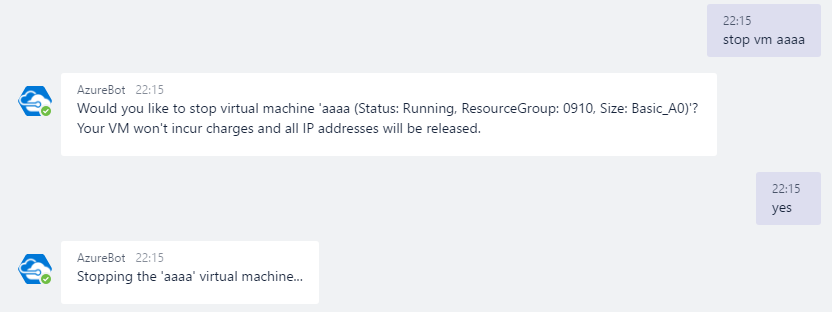 22:15
stop vm aaaa
AzureBot 22:15
Would you like to stop virtual machine 'aaaa (Status: Running, ResourceGroup: 0910, Size: Basic_A0)'?
Your VM won't incur charges and all IP addresses will be released.
22:15
yes
AzureBot 22:15
Stopping the 'aaaa' virtual machine...